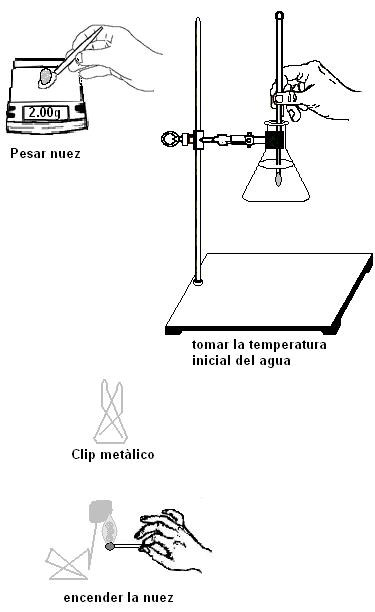 2.00g
Pesar nuez
tomar la temperatura
inicial del agua
Clip metàlico
encender la nuez